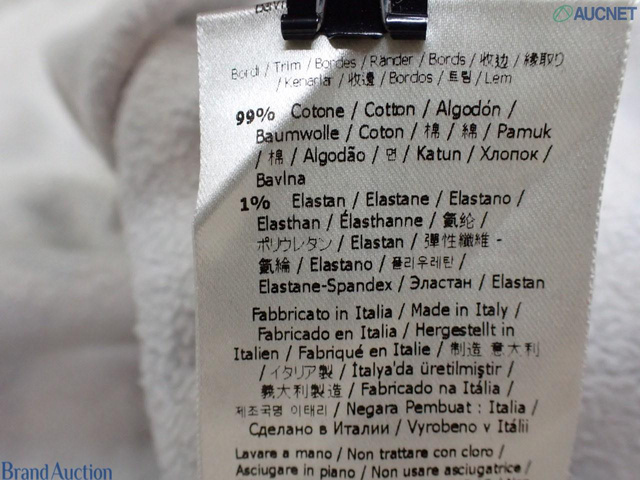 AUCNET
Bordi / Trim / Bordes / Ränder / Bords / 收边 / 縁取り
/ Kenarlar / 收邊 / Bordos / 트림 / Lem
99% Cotone / Cotton / Algodón /
Baumwolle / Coton / 棉 / 綿 / Pamuk
/ 棉 / Algodão / 면 / Katun / Хлопок /
Bavlna
1% Elastan / Elastane / Elastano /
Elasthan / Élasthanne / 氨纶 /
ポリウレタン / Elastan / 彈性纖維 -
氨綸 / Elastano / 폴리우레탄 /
Elastane-Spandex / Эластан / Elastan
Fabbricato in Italia / Made in Italy /
Fabricado en Italia / Hergestellt in
Italien / Fabriqué en Italie / 制造 意大利
/ イタリア製 / İtalya'da üretilmiştir /
義大利製造 / Fabricado na Itália /
제조국명 이태리 / Negara Pembuat : Italia /
Сделано в Италии / Vyrobeno v Itálii
Lavare a mano / Non trattare con cloro /
Asciugare in piano / Non usare asciugatrice /
Brand Auction